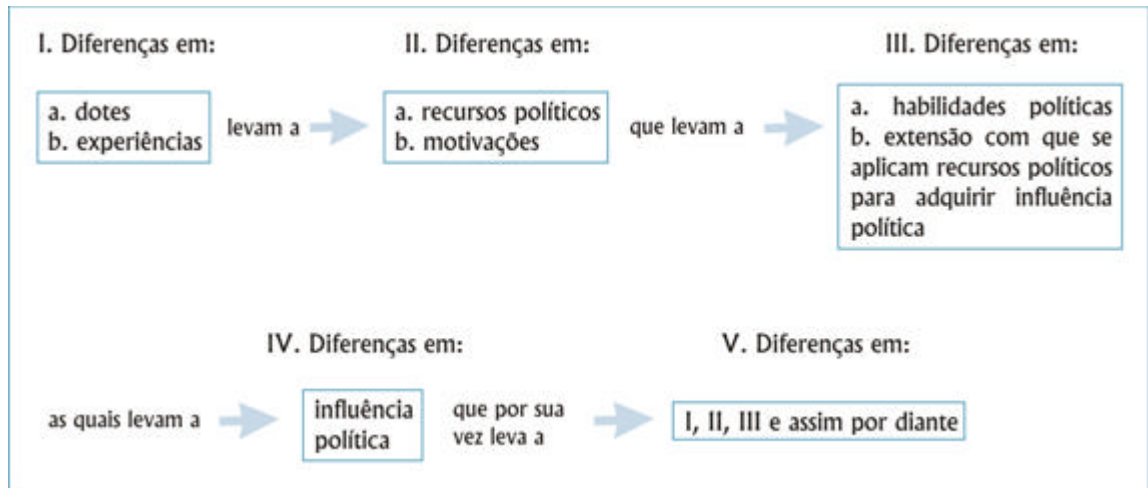 I. Diferenças em:
a. dotes
b. experiências
levam a
II. Diferenças em:
a. recursos políticos
b. motivações
que levam a
III. Diferenças em:
a. habilidades políticas
b. extensão com que se
aplicam recursos políticos
para adquirir influência
política
as quais levam a
IV. Diferenças em:
influência
política
que por sua
vez leva a
V. Diferenças em:
I, II, III e assim por diante